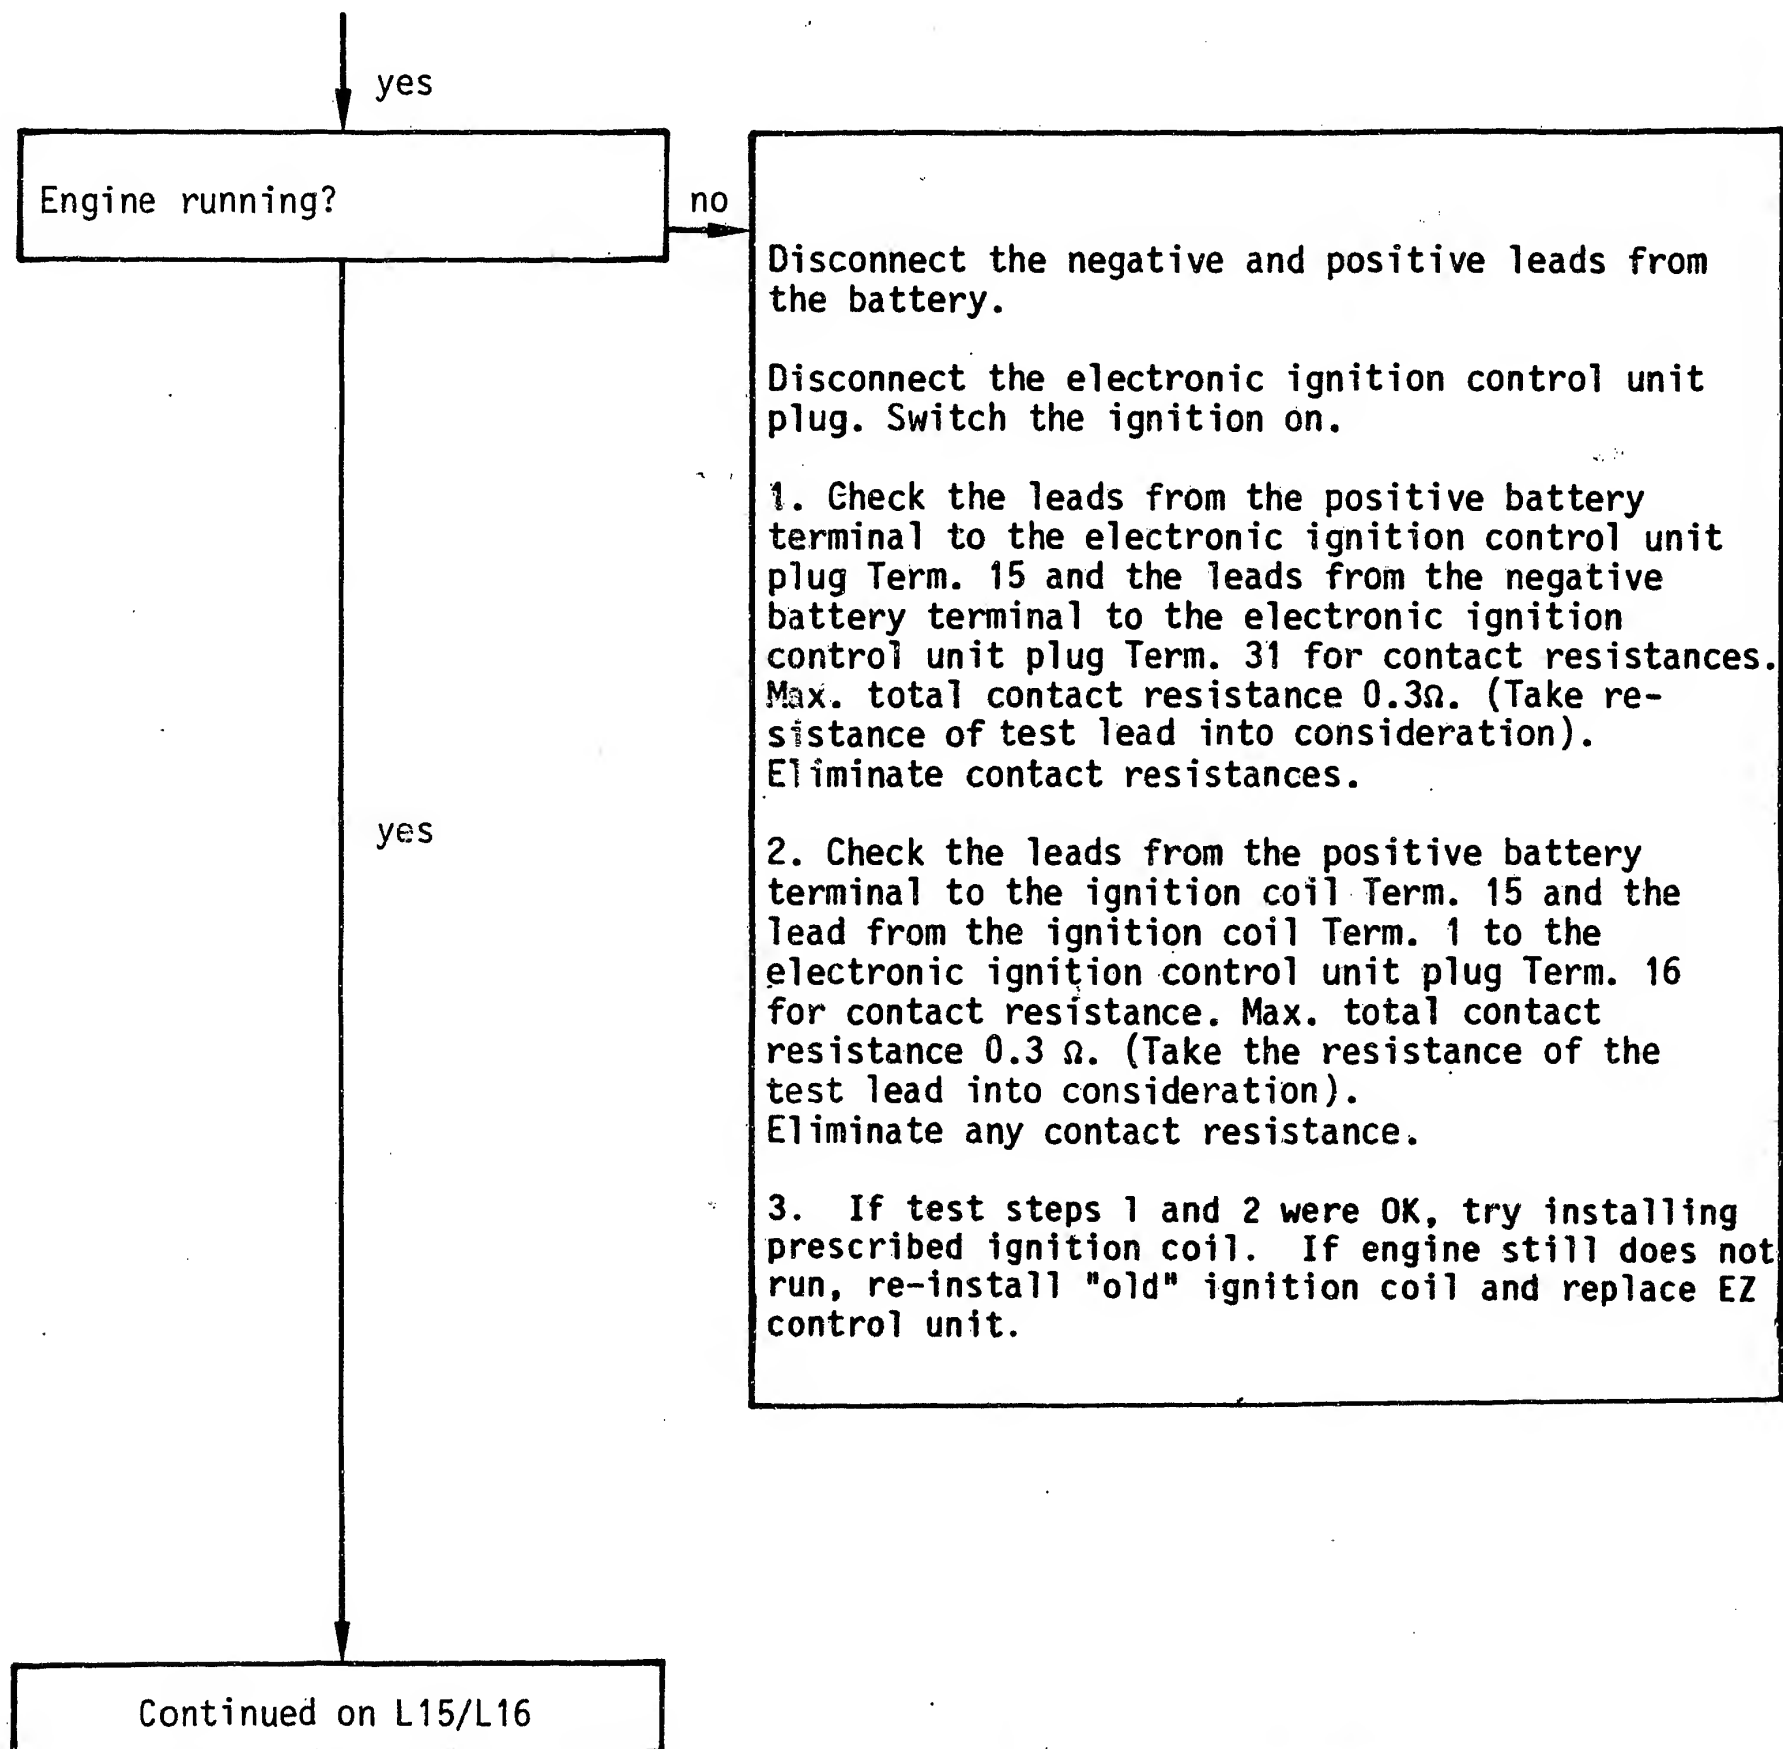 yes
Engine running?
no
Disconnect the negative and positive leads from
the battery.
Disconnect the electronic ignition control unit
plug. Switch the ignition on.
1. Check the leads from the positive battery
terminal to the electronic ignition control unit
plug Term. 15 and the leads from the negative
battery terminal to the electronic ignition
control unit plug Term. 31 for contact resistances.
Max. total contact resistance 0.3Ω. (Take re-
sistance of test lead into consideration).
Eliminate contact resistances.
yes
2. Check the leads from the positive battery
terminal to the ignition coil Term. 15 and the
lead from the ignition coil Term. 1 to the
electronic ignition control unit plug Term. 16
for contact resistance. Max. total contact
resistance 0.3 Ω. (Take the resistance of the
test lead into consideration).
Eliminate any contact resistance.
3. If test steps 1 and 2 were OK, try installing
prescribed ignition coil. If engine still does not
run, re-install "old" ignition coil and replace EZ
control unit.
Continued on L15/L16